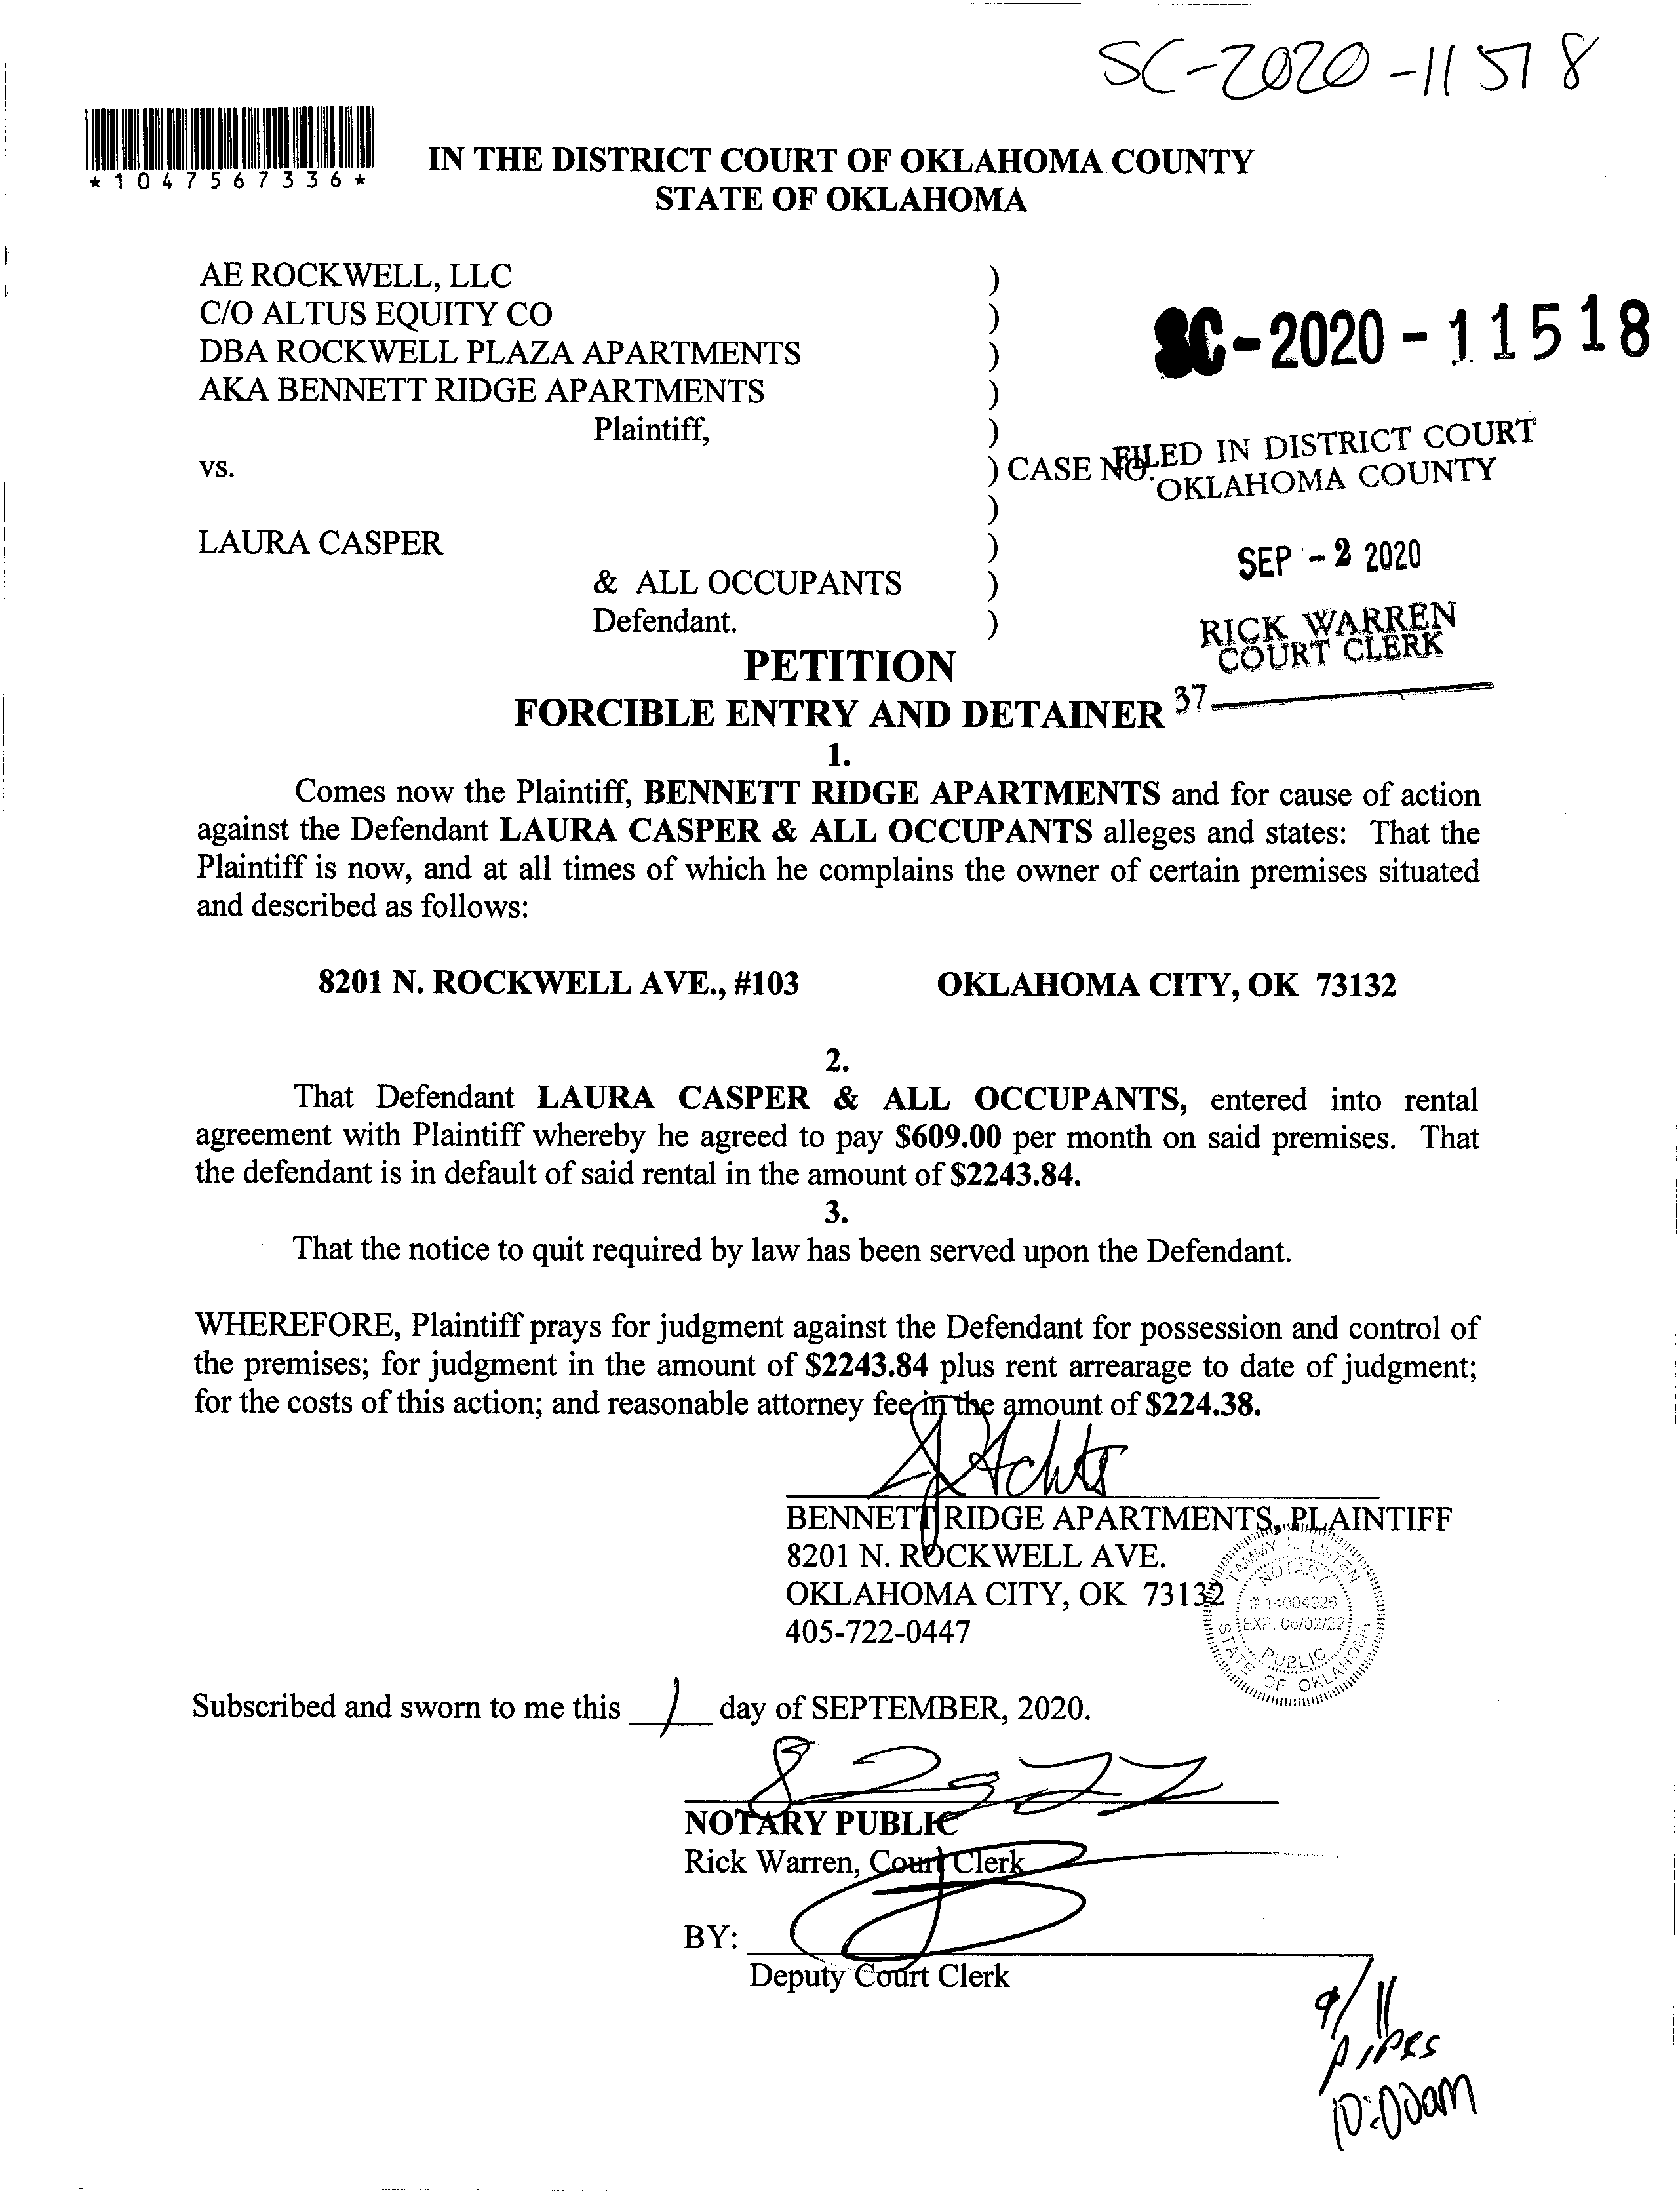 SC-2020-11518
*1047567336*
IN THE DISTRICT COURT OF OKLAHOMA COUNTY
STATE OF OKLAHOMA
AE ROCKWELL, LLC )
C/O ALTUS EQUITY CO )
DBA ROCKWELL PLAZA APARTMENTS )
AKA BENNETT RIDGE APARTMENTS )
SC-2020-11518
Plaintiff, )
vs. ) CASE NO.
FILED IN DISTRICT COURT
OKLAHOMA COUNTY
)
LAURA CASPER )
SEP - 2 2020
& ALL OCCUPANTS )
Defendant. )
RICK WARREN
COURT CLERK
37
PETITION
FORCIBLE ENTRY AND DETAINER
1.
Comes now the Plaintiff, BENNETT RIDGE APARTMENTS and for cause of action
against the Defendant LAURA CASPER & ALL OCCUPANTS alleges and states: That the
Plaintiff is now, and at all times of which he complains the owner of certain premises situated
and described as follows:
8201 N. ROCKWELL AVE., #103 OKLAHOMA CITY, OK 73132
2.
That Defendant LAURA CASPER & ALL OCCUPANTS, entered into rental
agreement with Plaintiff whereby he agreed to pay $609.00 per month on said premises. That
the defendant is in default of said rental in the amount of $2243.84.
3.
That the notice to quit required by law has been served upon the Defendant.
WHEREFORE, Plaintiff prays for judgment against the Defendant for possession and control of
the premises; for judgment in the amount of $2243.84 plus rent arrearage to date of judgment;
for the costs of this action; and reasonable attorney fee in the amount of $224.38.
BENNETT RIDGE APARTMENTS, PLAINTIFF
8201 N. ROCKWELL AVE.
OKLAHOMA CITY, OK 73132
405-722-0447
TAMMY L. LISTEN
NOTARY
# 14004026
EXP. 05/02/22
PUBLIC
STATE OF OKLAHOMA
Subscribed and sworn to me this 1 day of SEPTEMBER, 2020.
NOTARY PUBLIC
Rick Warren, Court Clerk
BY:
Deputy Court Clerk
9/11
10:00am